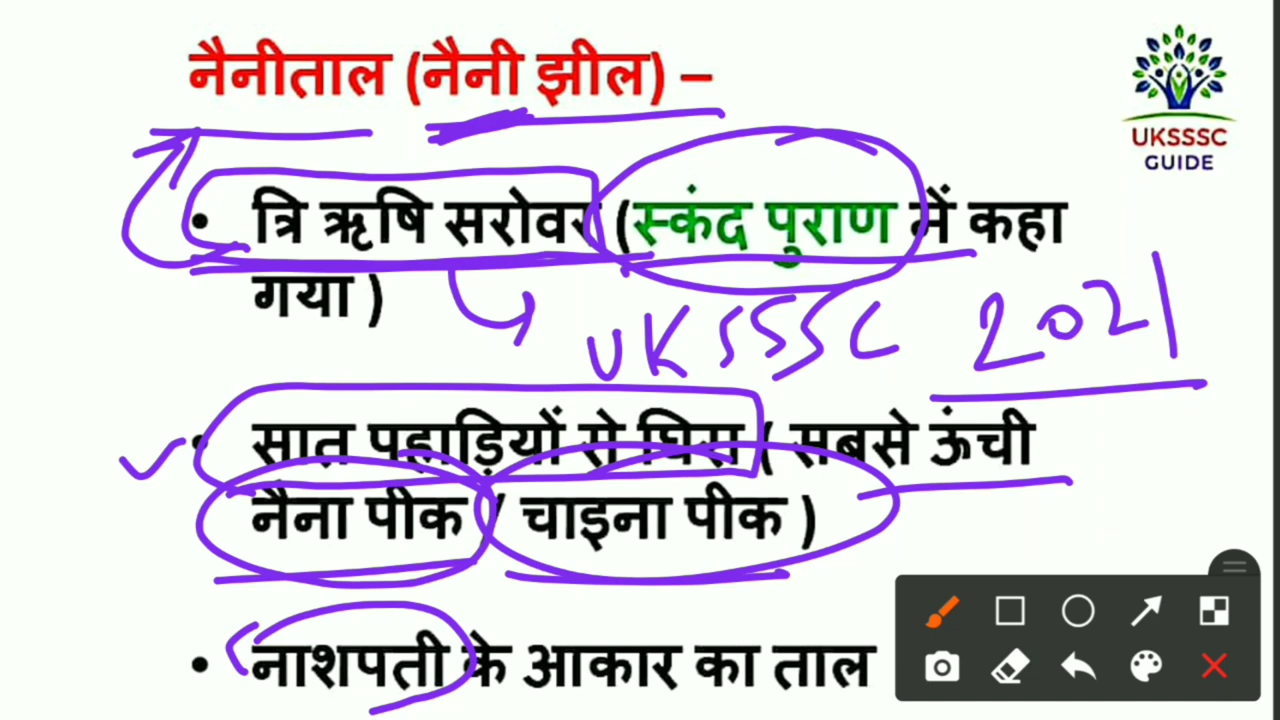 नैनीताल (नैनी झील) –
UKSSSC
GUIDE
• त्रि ऋषि सरोवर (स्कंद पुराण में कहा
गया )
UKSSSC 2021
• सात पहाड़ियों से घिरा ( सबसे ऊंची
नैना पीक ( चाइना पीक )
• नाशपती के आकार का ताल